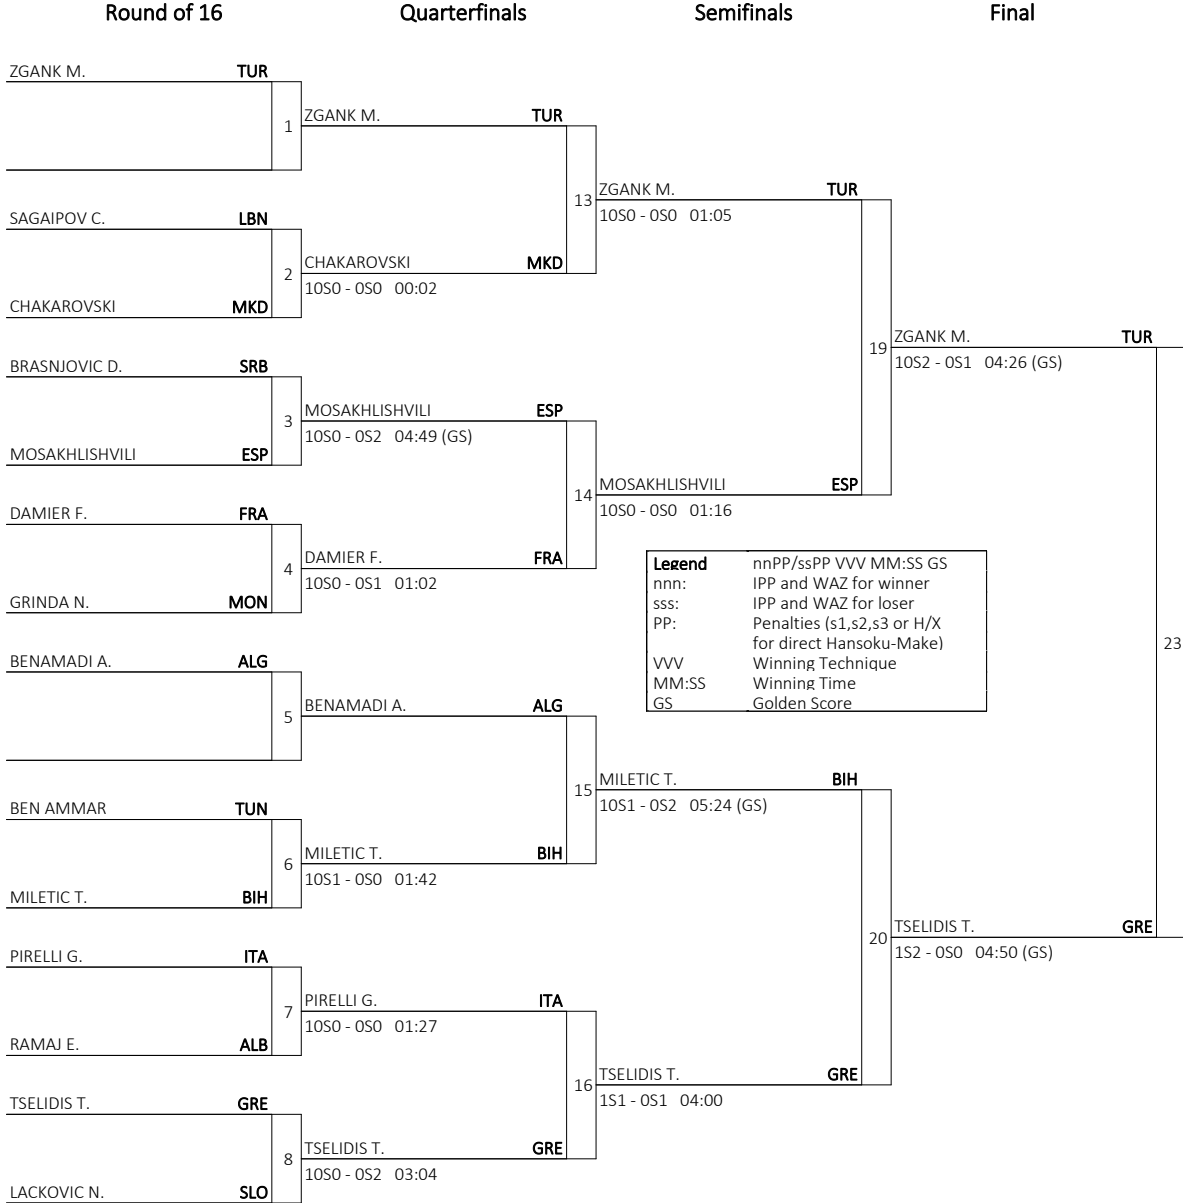 Round of 16 Quarterfinals Semifinals Final
ZGANK M. TUR
1 ZGANK M. TUR
13 ZGANK M. TUR
10S0 - 0S0 01:05
SAGAIPOV C. LBN
2 CHAKAROVSKI MKD
10S0 - 0S0 00:02
CHAKAROVSKI MKD
19 ZGANK M. TUR
10S2 - 0S1 04:26 (GS)
BRASNJOVIC D. SRB
3 MOSAKHLISHVILI ESP
10S0 - 0S2 04:49 (GS)
MOSAKHLISHVILI ESP
14 MOSAKHLISHVILI ESP
10S0 - 0S0 01:16
DAMIER F. FRA
4 DAMIER F. FRA
10S0 - 0S1 01:02
GRINDA N. MON
Legend nnPP/ssPP VVV MM:SS GS
nnn: IPP and WAZ for winner
sss: IPP and WAZ for loser
PP: Penalties (s1,s2,s3 or H/X
for direct Hansoku-Make)
VVV Winning Technique
MM:SS Winning Time
GS Golden Score
23
BENAMADI A. ALG
5 BENAMADI A. ALG
15 MILETIC T. BIH
10S1 - 0S2 05:24 (GS)
BEN AMMAR TUN
6 MILETIC T. BIH
10S1 - 0S0 01:42
MILETIC T. BIH
20 TSELIDIS T. GRE
1S2 - 0S0 04:50 (GS)
PIRELLI G. ITA
7 PIRELLI G. ITA
10S0 - 0S0 01:27
RAMAJ E. ALB
16 TSELIDIS T. GRE
1S1 - 0S1 04:00
TSELIDIS T. GRE
8 TSELIDIS T. GRE
10S0 - 0S2 03:04
LACKOVIC N. SLO